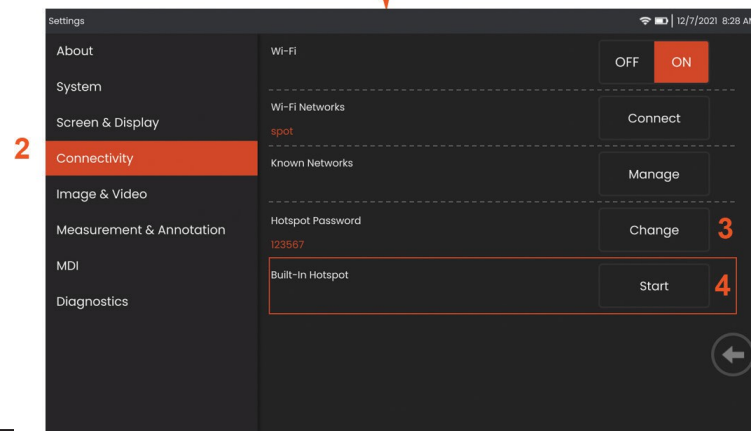 Settings
12/7/2021 8:28 AM
About
System
Screen & Display
2
Connectivity
Image & Video
Measurement & Annotation
MDI
Diagnostics
Wi-Fi
OFF ON
Wi-Fi Networks
spot
Connect
Known Networks
Manage
Hotspot Password
123567
Change
3
Built-In Hotspot
Start
4